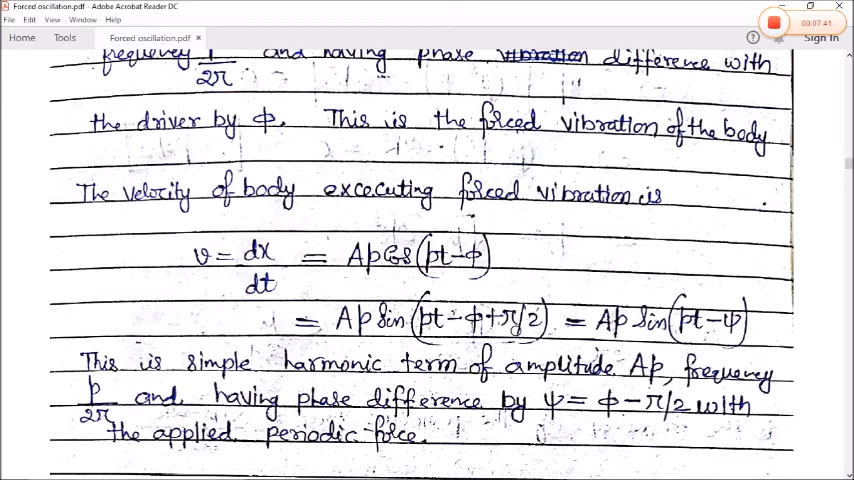 Forced oscillation.pdf - Adobe Acrobat Reader DC
File Edit View Window Help
Home Tools Forced oscillation.pdf ×
00:07:41
Sign In
frequency p/2π and having phase vibration difference with
the driver by ϕ. This is the forced vibration of the body
The velocity of body excecuting forced vibration is
v = dx/dt = Ap Cos (pt-ϕ)
= Ap Sin (pt-ϕ+π/2) = Ap Sin (pt-ψ)
This is simple harmonic term of amplitude Ap, frequency
p/2π and having phase difference by ψ = ϕ-π/2 with
the applied periodic force.